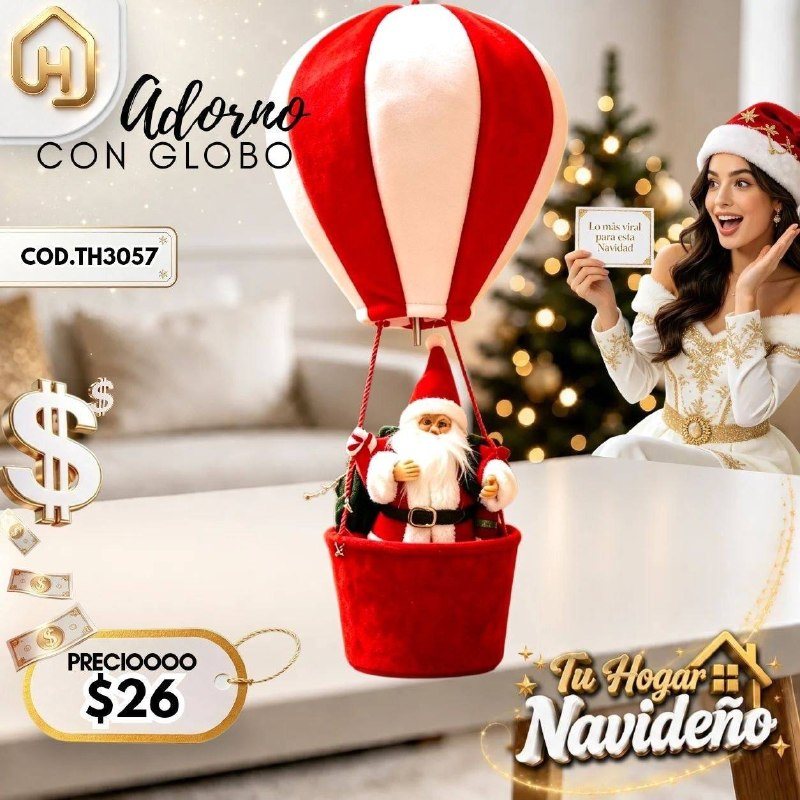 Adorno
CON GLOBO
COD.TH3057
Lo más viral
para esta
Navidad
PRECIOOOO
$26
Tu Hogar
Navideño